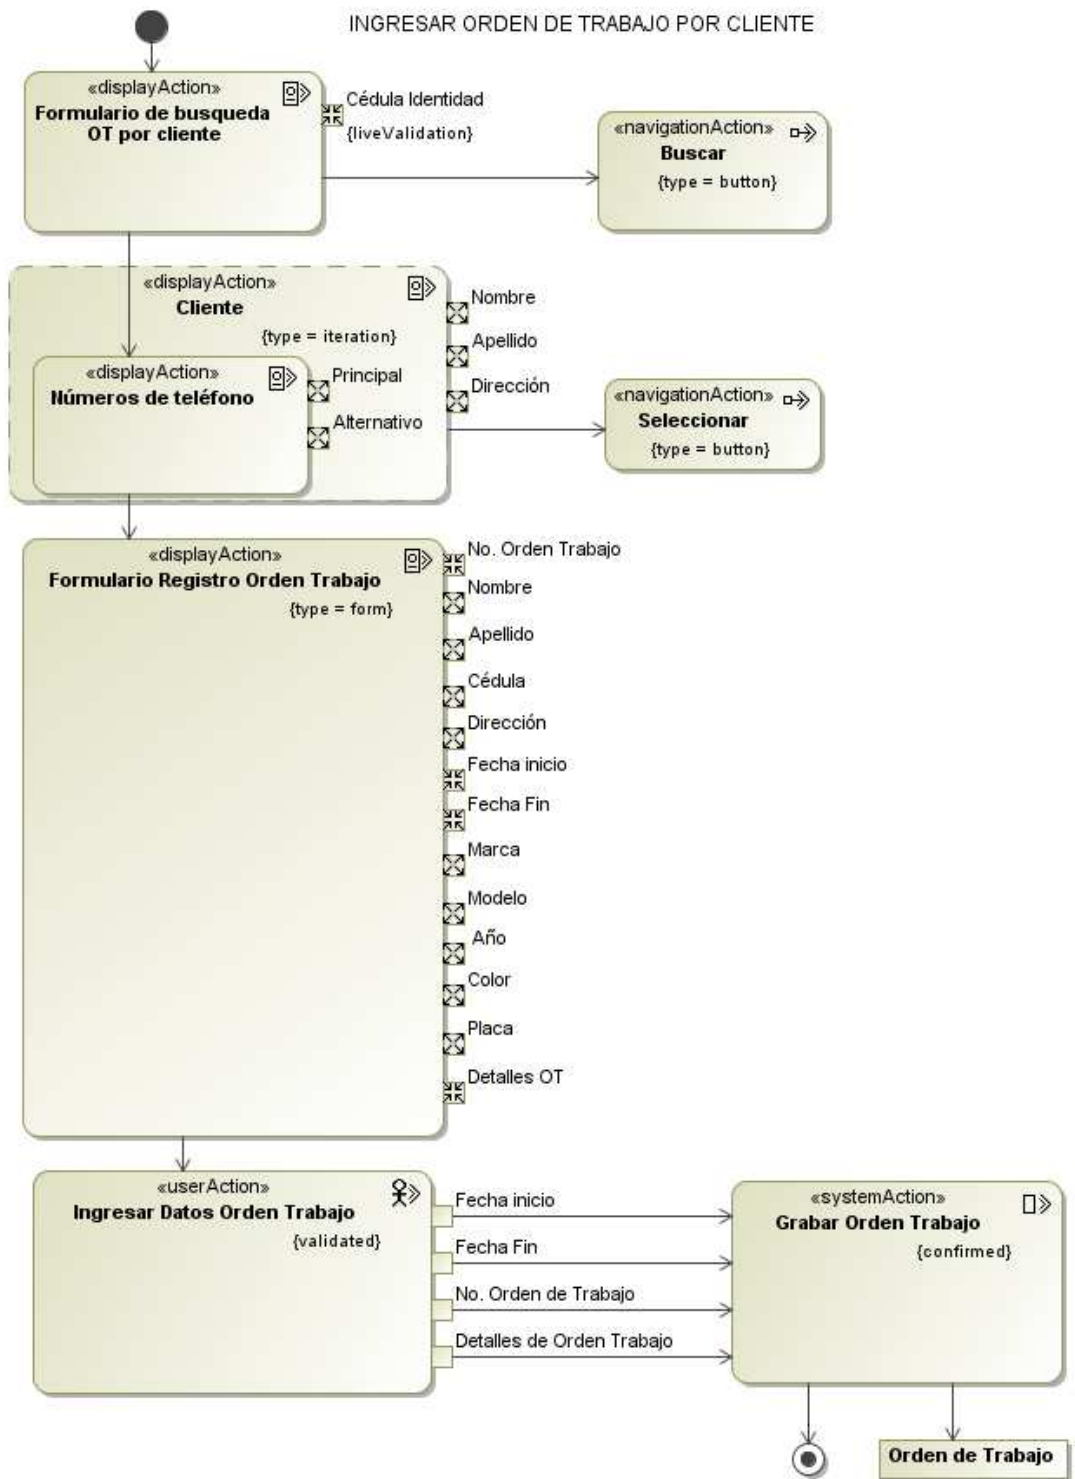 INGRESAR ORDEN DE TRABAJO POR CLIENTE
«displayAction»
Formulario de busqueda
OT por cliente
Cédula Identidad
{liveValidation}
«navigationAction»
Buscar
{type = button}
«displayAction»
Cliente
{type = iteration}
Nombre
Apellido
Dirección
«displayAction»
Números de teléfono
Principal
Alternativo
«navigationAction»
Seleccionar
{type = button}
«displayAction»
Formulario Registro Orden Trabajo
{type = form}
No. Orden Trabajo
Nombre
Apellido
Cédula
Dirección
Fecha inicio
Fecha Fin
Marca
Modelo
Año
Color
Placa
Detalles OT
«userAction»
Ingresar Datos Orden Trabajo
{validated}
Fecha inicio
Fecha Fin
No. Orden de Trabajo
Detalles de Orden Trabajo
«systemAction»
Grabar Orden Trabajo
{confirmed}
Orden de Trabajo